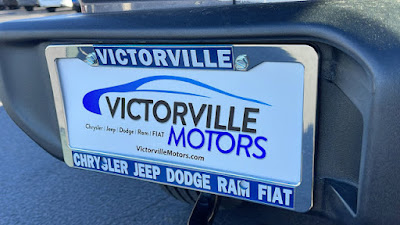 VICTORVILLE
VICTORVILLE
Chrysler | Jeep | Dodge | Ram | FIAT
MOTORS
VictorvilleMotors.com
CHRYSLER JEEP DODGE RAM FIAT